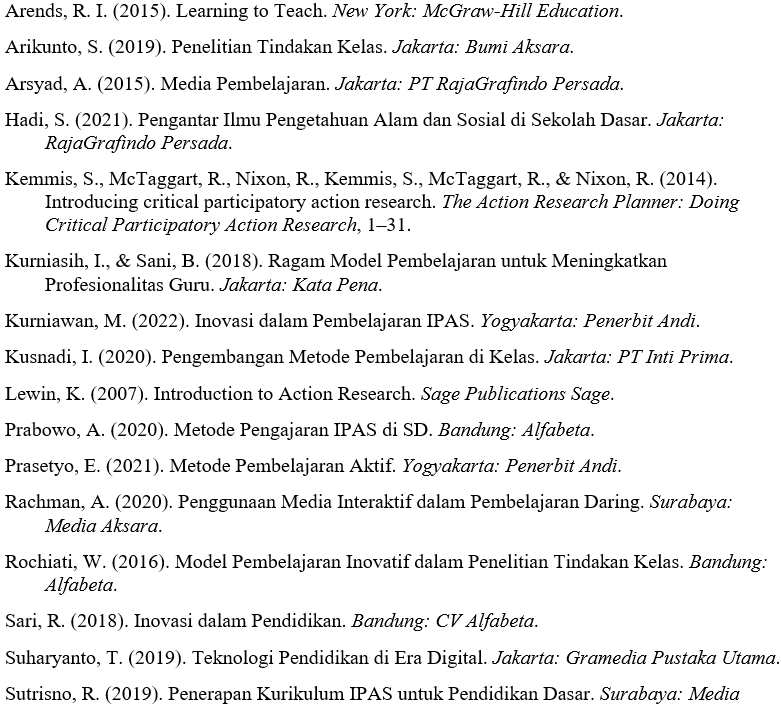 Arends, R. I. (2015). Learning to Teach. New York: McGraw-Hill Education.
Arikunto, S. (2019). Penelitian Tindakan Kelas. Jakarta: Bumi Aksara.
Arsyad, A. (2015). Media Pembelajaran. Jakarta: PT RajaGrafindo Persada.
Hadi, S. (2021). Pengantar Ilmu Pengetahuan Alam dan Sosial di Sekolah Dasar. Jakarta:
RajaGrafindo Persada.
Kemmis, S., McTaggart, R., Nixon, R., Kemmis, S., McTaggart, R., & Nixon, R. (2014).
Introducing critical participatory action research. The Action Research Planner: Doing
Critical Participatory Action Research, 1–31.
Kurniasih, I., & Sani, B. (2018). Ragam Model Pembelajaran untuk Meningkatkan
Profesionalitas Guru. Jakarta: Kata Pena.
Kurniawan, M. (2022). Inovasi dalam Pembelajaran IPAS. Yogyakarta: Penerbit Andi.
Kusnadi, I. (2020). Pengembangan Metode Pembelajaran di Kelas. Jakarta: PT Inti Prima.
Lewin, K. (2007). Introduction to Action Research. Sage Publications Sage.
Prabowo, A. (2020). Metode Pengajaran IPAS di SD. Bandung: Alfabeta.
Prasetyo, E. (2021). Metode Pembelajaran Aktif. Yogyakarta: Penerbit Andi.
Rachman, A. (2020). Penggunaan Media Interaktif dalam Pembelajaran Daring. Surabaya:
Media Aksara.
Rochiati, W. (2016). Model Pembelajaran Inovatif dalam Penelitian Tindakan Kelas. Bandung:
Alfabeta.
Sari, R. (2018). Inovasi dalam Pendidikan. Bandung: CV Alfabeta.
Suharyanto, T. (2019). Teknologi Pendidikan di Era Digital. Jakarta: Gramedia Pustaka Utama.
Sutrisno, R. (2019). Penerapan Kurikulum IPAS untuk Pendidikan Dasar. Surabaya: Media